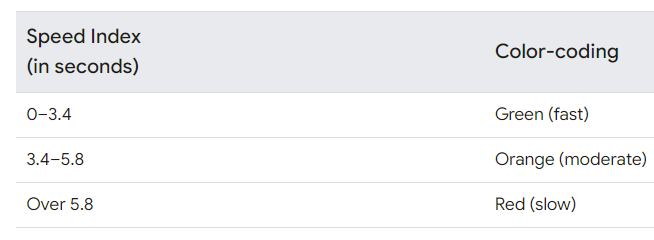 Speed Index
(in seconds)
Color-coding
0–3.4
Green (fast)
3.4–5.8
Orange (moderate)
Over 5.8
Red (slow)